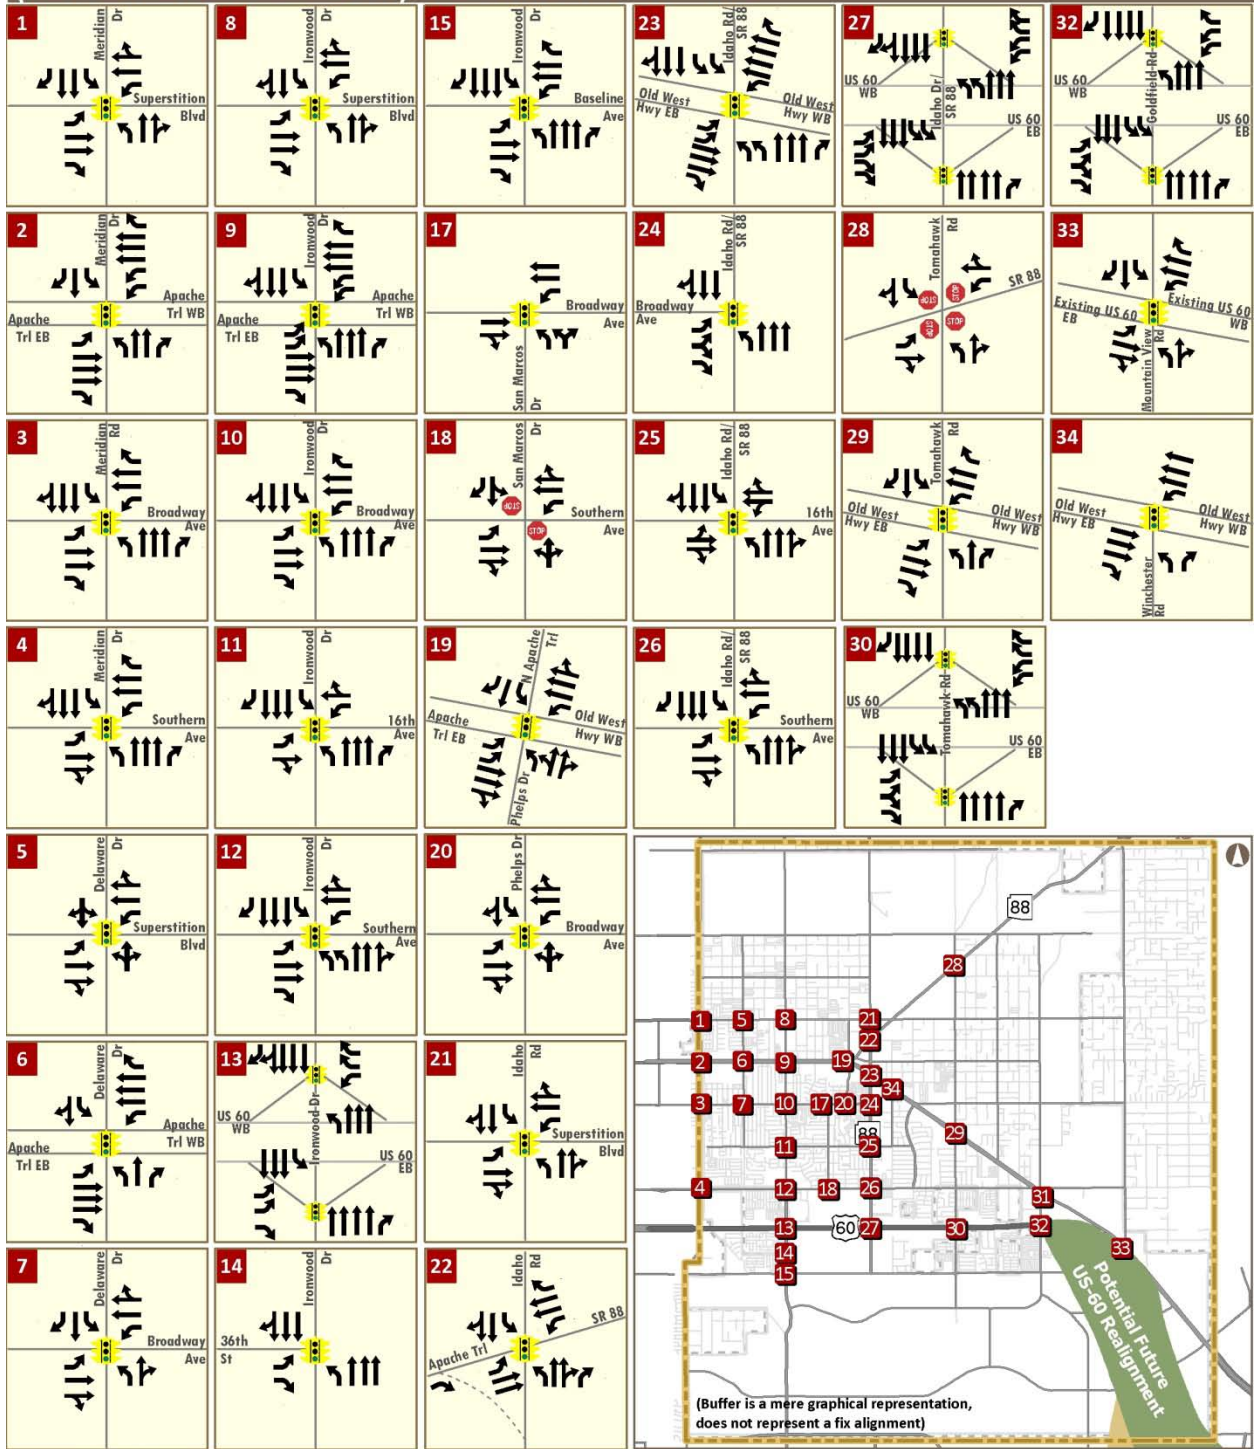 1
Meridian
Dr
Superstition
Blvd
8
Ironwood
Dr
Superstition
Blvd
15
Ironwood
Dr
Baseline
Ave
23
Idaho Rd/
SR 88
Old West
Hwy EB
Old West
Hwy WB
27
US 60
WB
Idaho Dr/
SR 88
US 60
EB
32
US 60
WB
Goldfield Rd
US 60
EB
2
Meridian
Dr
Apache
Trl WB
Apache
Trl EB
9
Ironwood
Dr
Apache
Trl WB
Apache
Trl EB
17
Broadway
Ave
San Marcos
Dr
24
Idaho Rd/
SR 88
Broadway
Ave
28
Tomahawk
Rd
SR 88
STOP
STOP
STOP
STOP
33
Existing US 60
EB
Existing US 60
WB
Mountain View
Rd
3
Meridian
Rd
Broadway
Ave
10
Ironwood
Dr
Broadway
Ave
18
San Marcos
Dr
STOP
STOP
Southern
Ave
25
Idaho Rd/
SR 88
16th
Ave
29
Tomahawk
Rd
Old West
Hwy EB
Old West
Hwy WB
34
Old West
Hwy EB
Old West
Hwy WB
Winchester
Rd
4
Meridian
Dr
Southern
Ave
11
Ironwood
Dr
16th
Ave
19
N Apache
Trl
Apache
Trl EB
Old West
Hwy WB
Phelps Dr
26
Idaho Rd/
SR 88
Southern
Ave
30
US 60
WB
Tomahawk Rd
US 60
EB
5
Delaware
Dr
Superstition
Blvd
12
Ironwood
Dr
Southern
Ave
20
Phelps Dr
Broadway
Ave
6
Delaware
Dr
Apache
Trl WB
Apache
Trl EB
13
US 60
WB
Ironwood Dr
US 60
EB
21
Idaho
Rd
Superstition
Blvd
7
Delaware
Dr
Broadway
Ave
14
Ironwood
Dr
36th
St
22
Idaho
Rd
SR 88
Apache Trl
88
28
1 5 8 21
22
2 6 9 19
23
34
3 7 10 17 20 24
88
29
11 25
4 12 18 26
31
13 60 27 30 32
14
33
15
Potential Future
US-60 Realignment
(Buffer is a mere graphical representation,
does not represent a fix alignment)